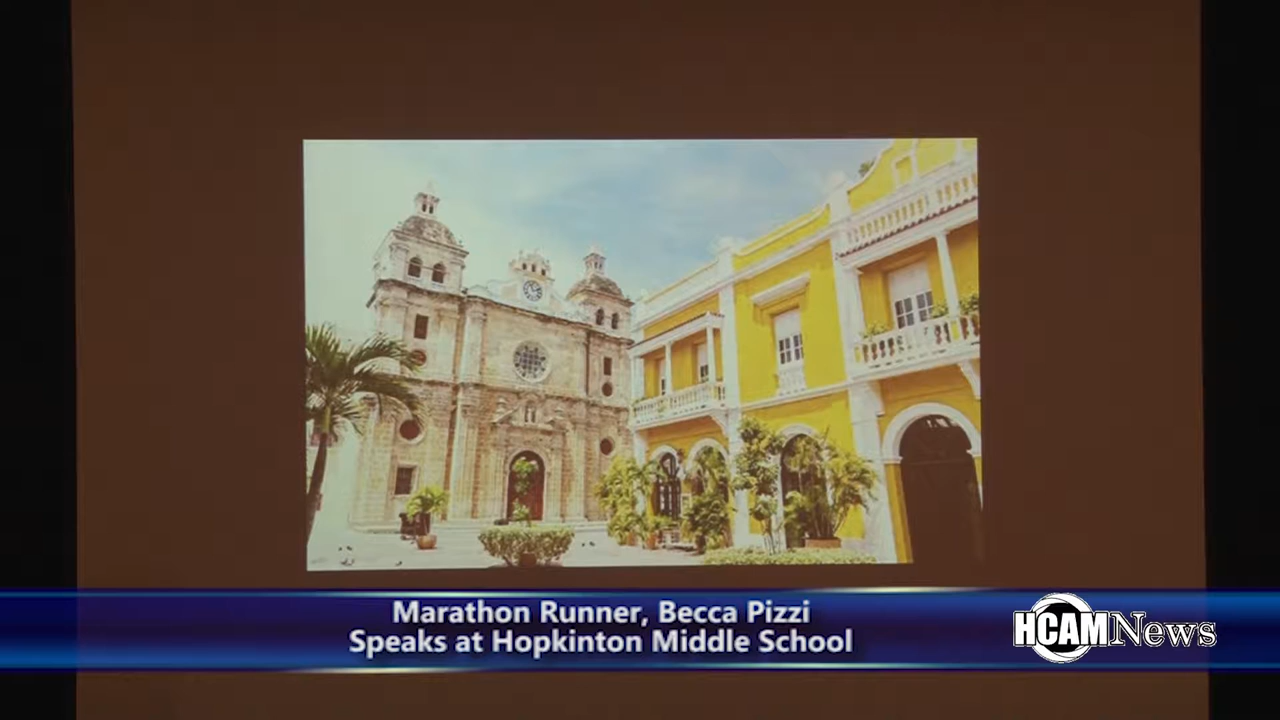 Marathon Runner, Becca Pizzi
Speaks at Hopkinton Middle School
HCAMNews